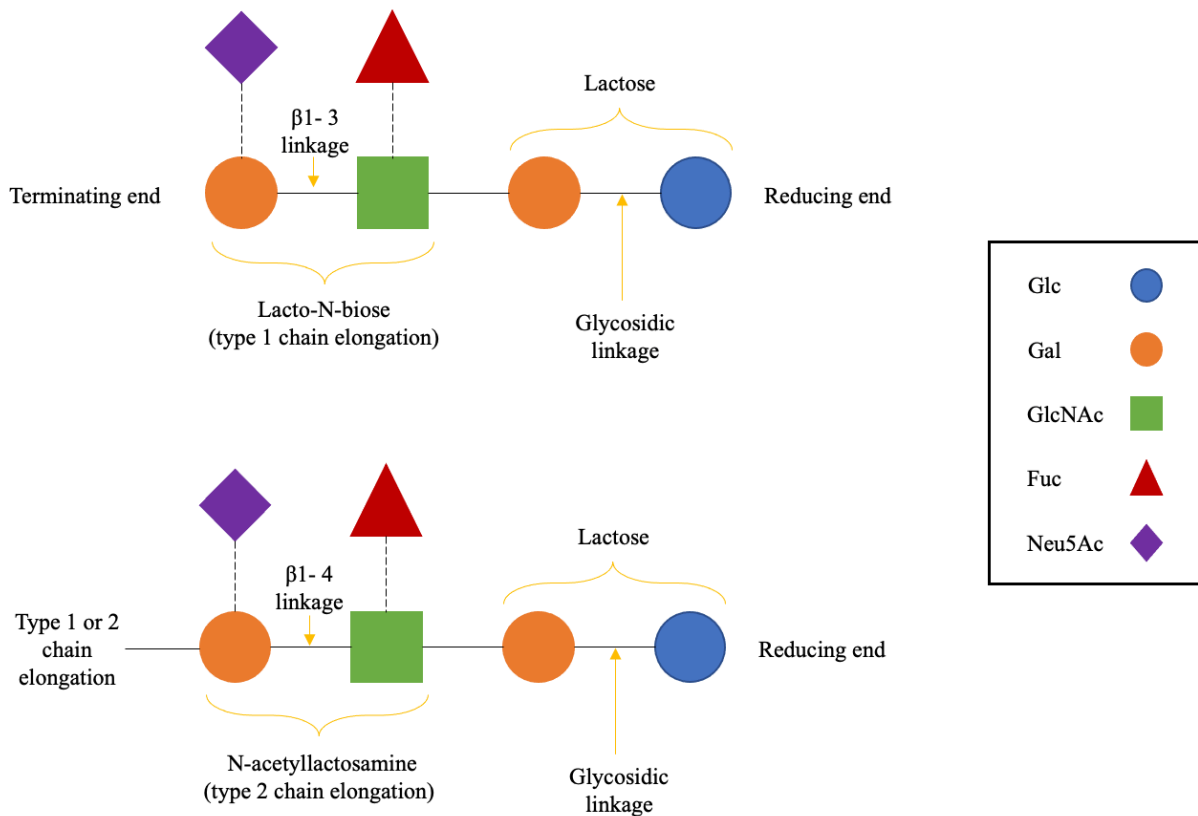 Lactose
β1- 3
linkage
Terminating end
Reducing end
Lacto-N-biose
(type 1 chain elongation)
Glycosidic
linkage
Glc
Gal
GlcNAc
Fuc
Neu5Ac
Lactose
β1- 4
linkage
Type 1 or 2
chain
elongation
Reducing end
N-acetyllactosamine
(type 2 chain elongation)
Glycosidic
linkage